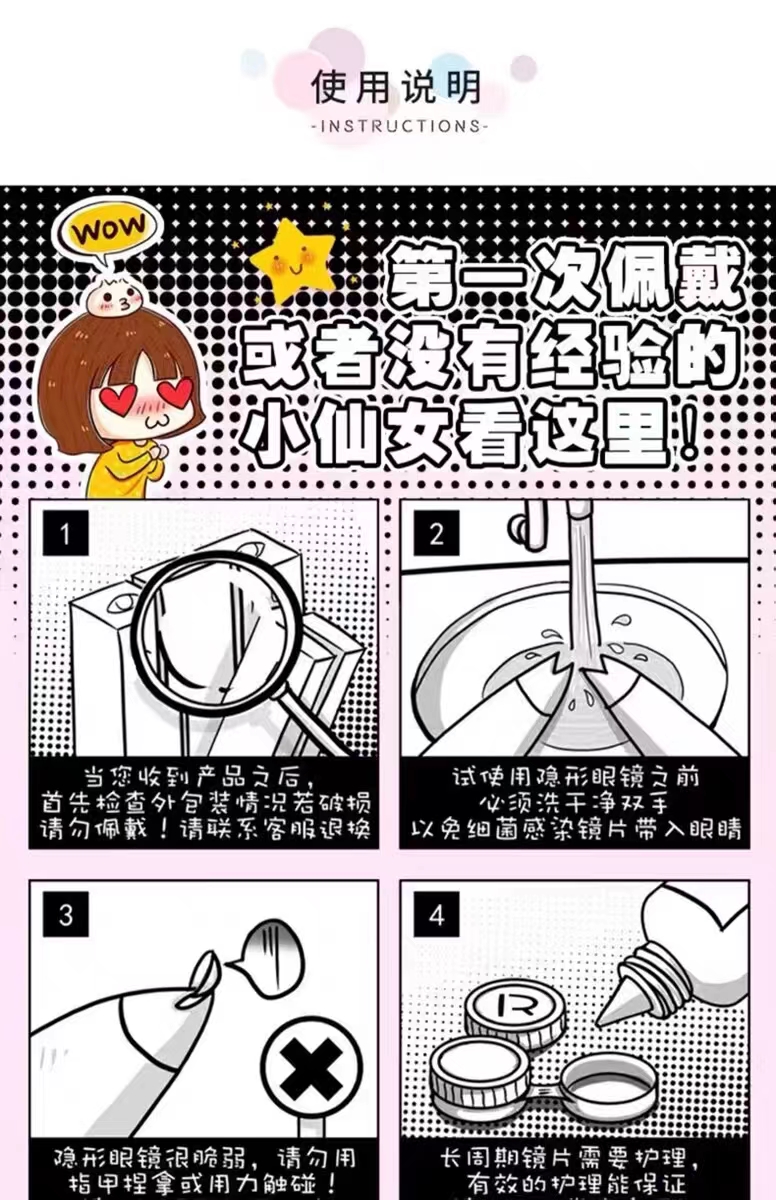 使用说明
-INSTRUCTIONS-
WOW
第一次佩戴
或者没有经验的
小仙女看这里!
1
当您收到产品之后,
首先检查外包装情况若破损
请勿佩戴!请联系客服退换
2
试使用隐形眼镜之前
必须洗干净双手
以免细菌感染镜片带入眼睛
3
隐形眼镜很脆弱,请勿用
指甲捏拿或用力触碰!
4
R
长周期镜片需要护理,
有效的护理能保证